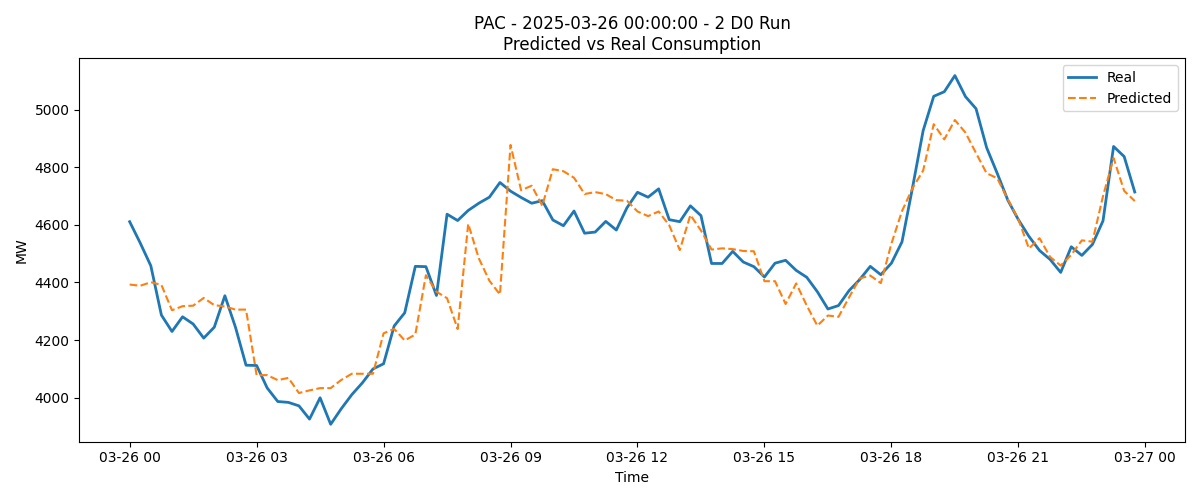 PAC - 2025-03-26 00:00:00 - 2 D0 Run
Predicted vs Real Consumption
Real
Predicted
MW
5000
4800
4600
4400
4200
4000
03-26 00 03-26 03 03-26 06 03-26 09 03-26 12 03-26 15 03-26 18 03-26 21 03-27 00
Time